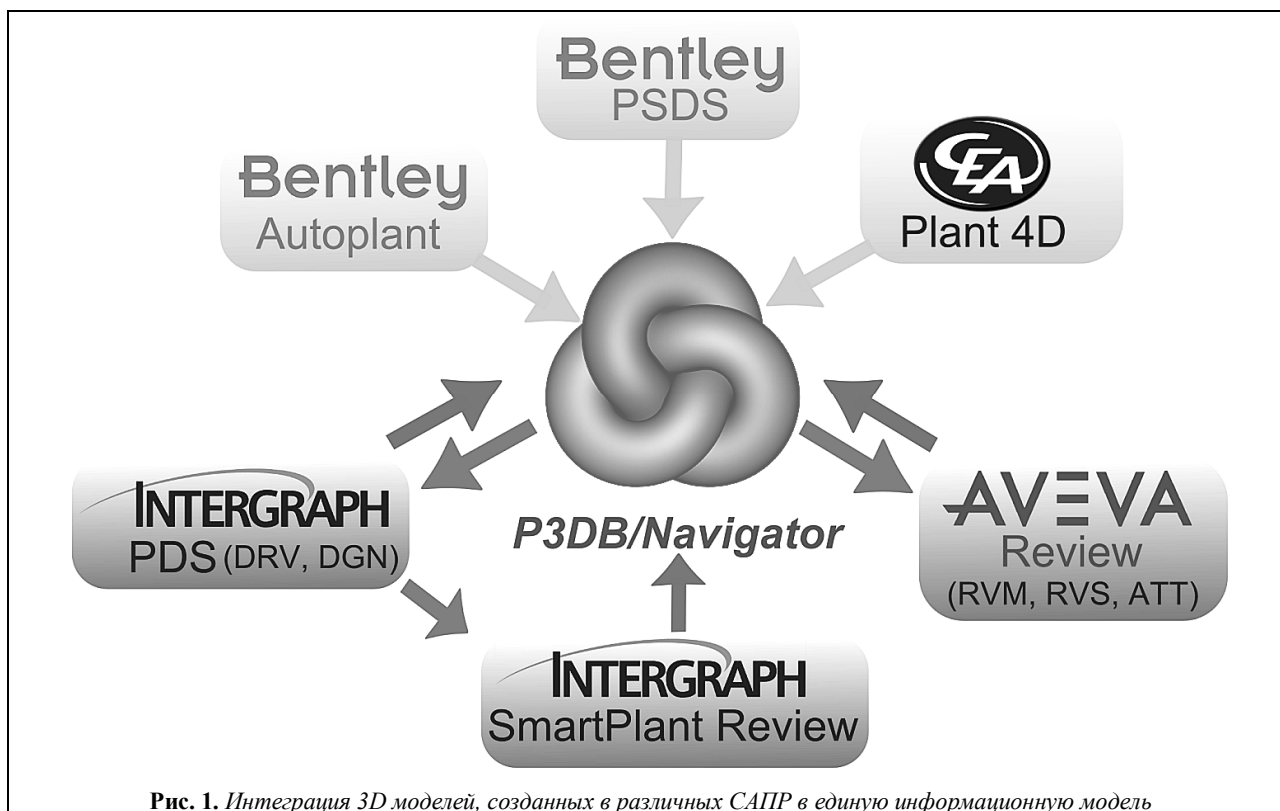 Bentley
PSDS
Bentley
Autoplant
CEA
Plant 4D
INTERGRAPH
PDS (DRV, DGN)
P3DB/Navigator
AVEVA
Review
(RVM, RVS, ATT)
INTERGRAPH
SmartPlant Review
Рис. 1. Интеграция 3D моделей, созданных в различных САПР в единую информационную модель